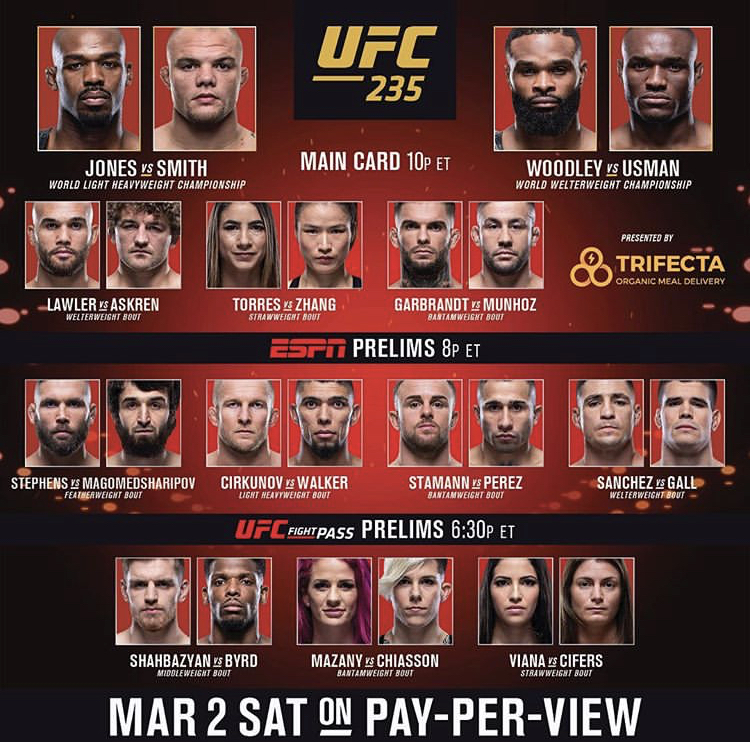 UFC
235
JONES VS SMITH
WORLD LIGHT HEAVYWEIGHT CHAMPIONSHIP
MAIN CARD 10P ET
WOODLEY VS USMAN
WORLD WELTERWEIGHT CHAMPIONSHIP
LAWLER VS ASKREN
WELTERWEIGHT BOUT
TORRES VS ZHANG
STRAWWEIGHT BOUT
GARBRANDT VS MUNHOZ
BANTAMWEIGHT BOUT
PRESENTED BY
TRIFECTA
ORGANIC MEAL DELIVERY
ESPN PRELIMS 8P ET
STEPHENS VS MAGOMEDSHARIPOV
FEATHERWEIGHT BOUT
CIRKUNOV VS WALKER
LIGHT HEAVYWEIGHT BOUT
STAMANN VS PEREZ
BANTAMWEIGHT BOUT
SANCHEZ VS GALL
WELTERWEIGHT BOUT
UFC FIGHT PASS PRELIMS 6:30P ET
SHAHBAZYAN VS BYRD
MIDDLEWEIGHT BOUT
MAZANY VS CHIASSON
BANTAMWEIGHT BOUT
VIANA VS CIFERS
STRAWWEIGHT BOUT
MAR 2 SAT ON PAY-PER-VIEW